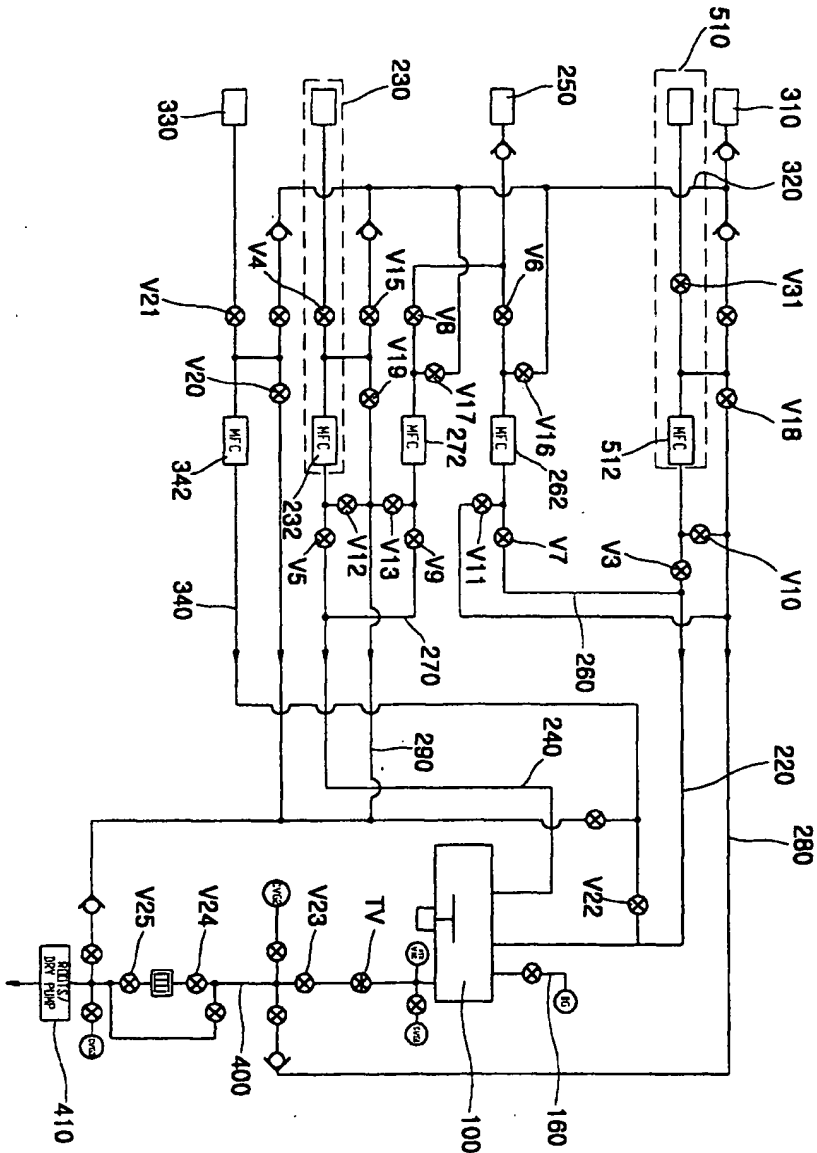 510
310
320
V31
V18
MFC
512
V3
V10
280
220
250
V6
V16
MFC
262
V7
V11
260
V8
V17
MFC
272
V9
V13
270
V15
V19
290
230
V4
MFC
232
V12
V5
240
330
V21
V20
MFC
342
340
V22
BG
160
100
TV
V23
400
V24
V25
ROOTS/
DRY PUMP
410